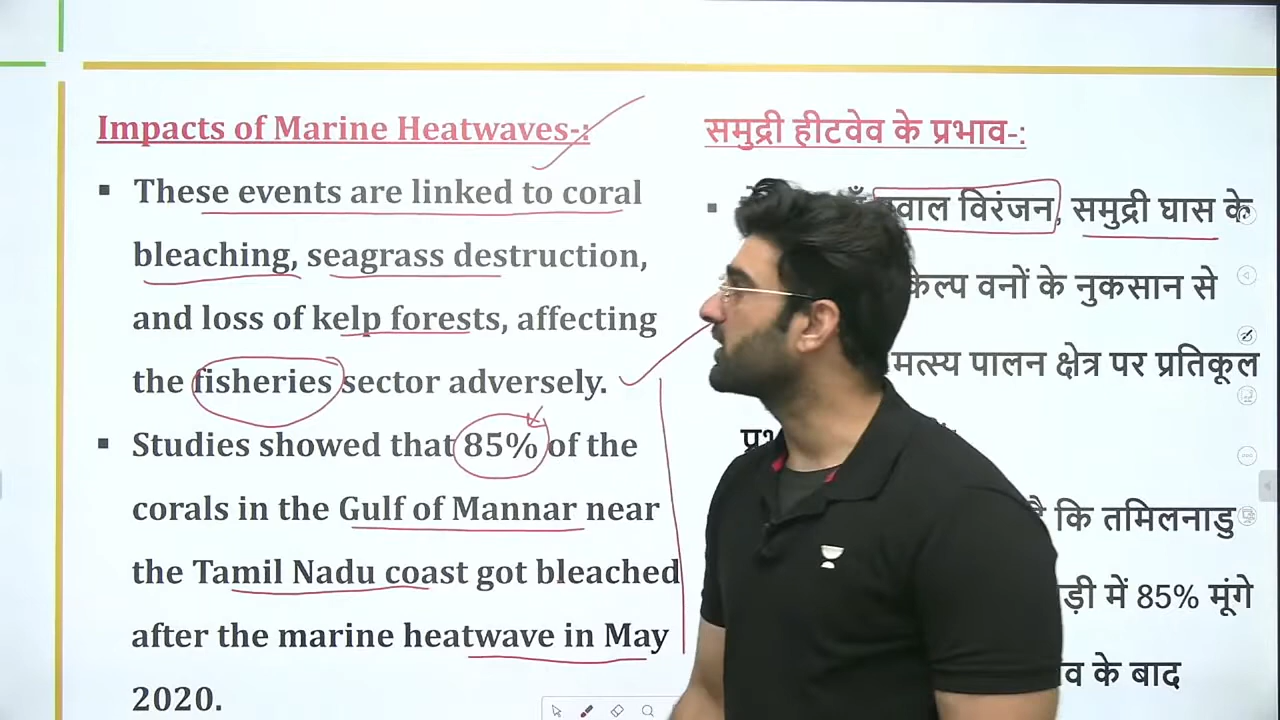 Impacts of Marine Heatwaves-:
▪ These events are linked to coral
bleaching, seagrass destruction,
and loss of kelp forests, affecting
the fisheries sector adversely.
▪ Studies showed that 85% of the
corals in the Gulf of Mannar near
the Tamil Nadu coast got bleached
after the marine heatwave in May
2020.
समुद्री हीटवेव के प्रभाव-:
विरंजन, समुद्री घास के
केल्प वनों के नुकसान से
मत्स्य पालन क्षेत्र पर प्रतिकूल
कि तमिलनाडु
में 85% मूंगे
के बाद